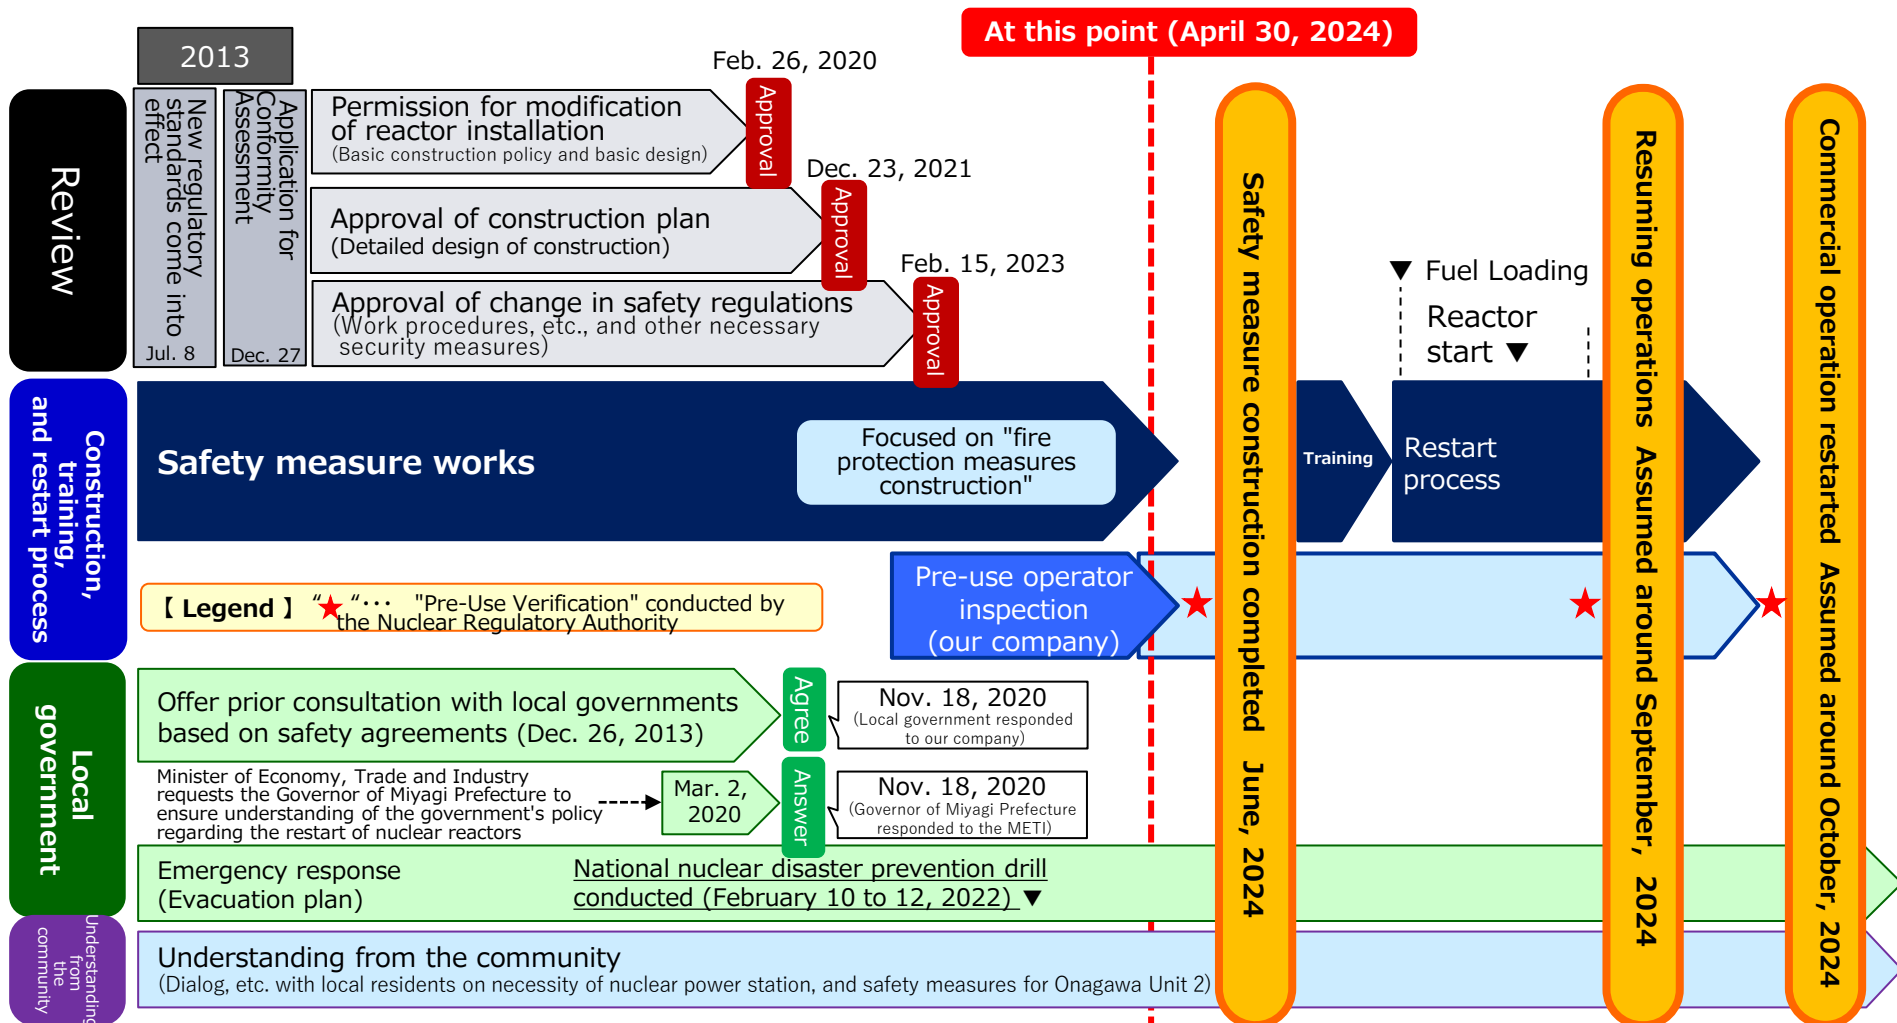 At this point (April 30, 2024)
2013
Review
New regulatory
standards come into
effect
Jul. 8
Application for
Conformity
Assessment
Dec. 27
Permission for modification
of reactor installation
(Basic construction policy and basic design)
Feb. 26, 2020
Approval
Approval of construction plan
(Detailed design of construction)
Dec. 23, 2021
Approval
Approval of change in safety regulations
(Work procedures, etc., and other necessary
security measures)
Feb. 15, 2023
Approval
▼ Fuel Loading
Reactor
start ▼
Construction,
training,
and restart process
Safety measure works
Focused on "fire
protection measures
construction"
Training
Restart
process
Pre-use operator
inspection
(our company)
【 Legend 】 “★“･･･ "Pre-Use Verification" conducted by
the Nuclear Regulatory Authority
Safety measure construction completed June, 2024
Resuming operations Assumed around September, 2024
Commercial operation restarted Assumed around October, 2024
Local
government
Offer prior consultation with local governments
based on safety agreements (Dec. 26, 2013)
Agree
Nov. 18, 2020
(Local government responded
to our company)
Minister of Economy, Trade and Industry
requests the Governor of Miyagi Prefecture to
ensure understanding of the government's policy
regarding the restart of nuclear reactors
Mar. 2,
2020
Answer
Nov. 18, 2020
(Governor of Miyagi Prefecture
responded to the METI)
Emergency response
(Evacuation plan)
National nuclear disaster prevention drill
conducted (February 10 to 12, 2022) ▼
Understanding
from
the
community
Understanding from the community
(Dialog, etc. with local residents on necessity of nuclear power station, and safety measures for Onagawa Unit 2)